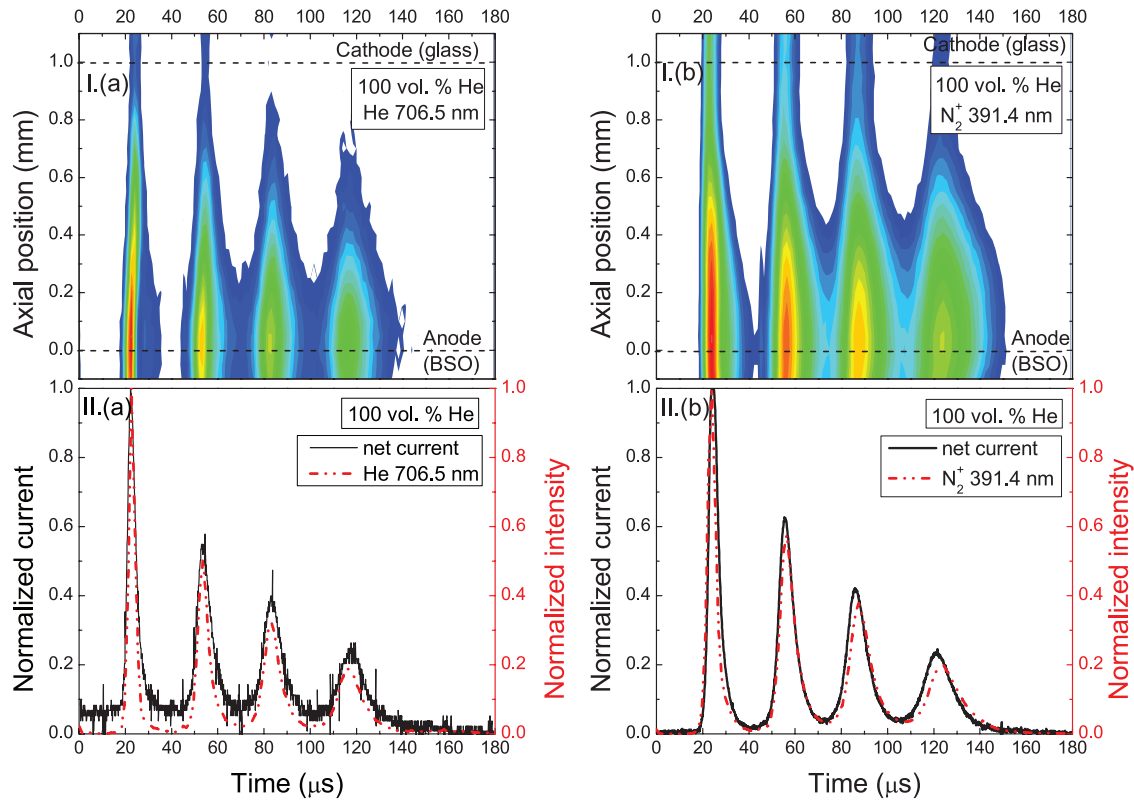 0 20 40 60 80 100 120 140 160 180
0 20 40 60 80 100 120 140 160 180
I.(a)
Cathode (glass)
100 vol. % He
He 706.5 nm
Anode
(BSO)
Axial position (mm)
1.0
0.8
0.6
0.4
0.2
0.0
I.(b)
Cathode (glass)
100 vol. % He
N₂⁺ 391.4 nm
Anode
(BSO)
Axial position (mm)
1.0
0.8
0.6
0.4
0.2
0.0
II.(a)
100 vol. % He
net current
He 706.5 nm
Normalized current
1.0
0.8
0.6
0.4
0.2
0.0
1.0
0.8
0.6
0.4
0.2
0.0
Normalized intensity
0 20 40 60 80 100 120 140 160 180
Time (μs)
II.(b)
100 vol. % He
net current
N₂⁺ 391.4 nm
Normalized current
1.0
0.8
0.6
0.4
0.2
0.0
1.0
0.8
0.6
0.4
0.2
0.0
Normalized intensity
0 20 40 60 80 100 120 140 160 180
Time (μs)